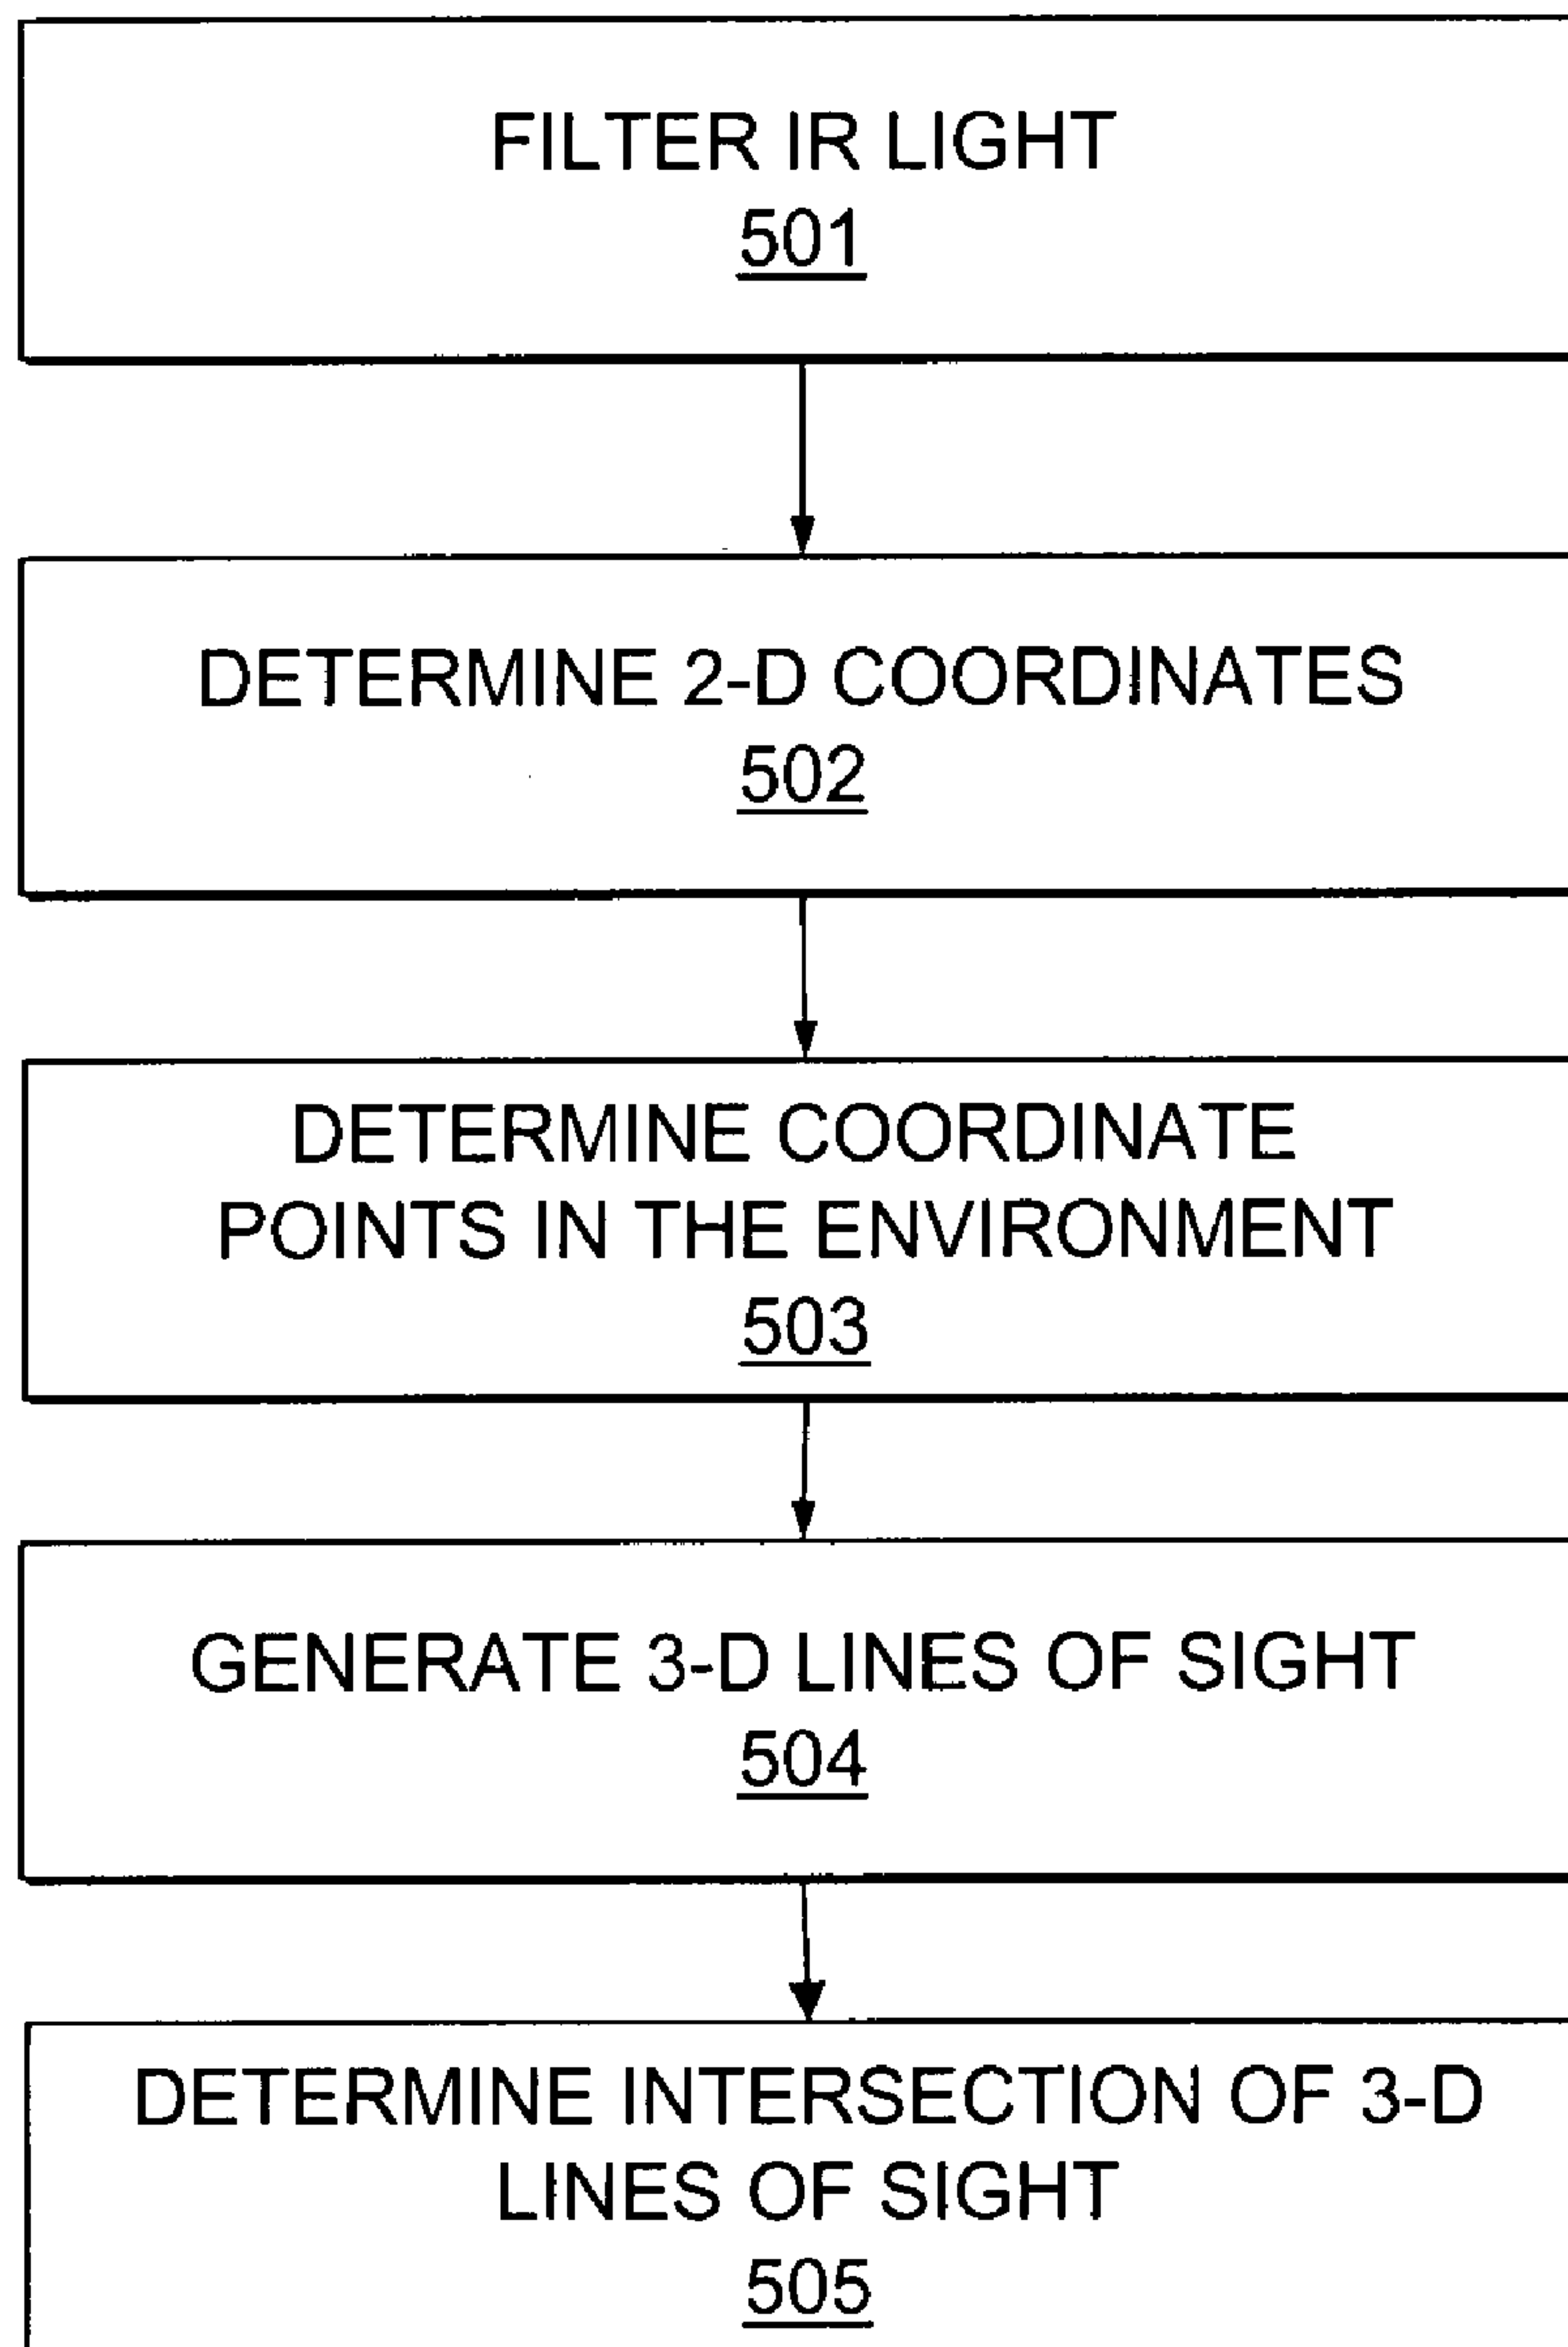 FILTER IR LIGHT
501
DETERMINE 2-D COORDINATES
502
DETERMINE COORDINATE
POINTS IN THE ENVIRONMENT
503
GENERATE 3-D LINES OF SIGHT
504
DETERMINE INTERSECTION OF 3-D
LINES OF SIGHT
505